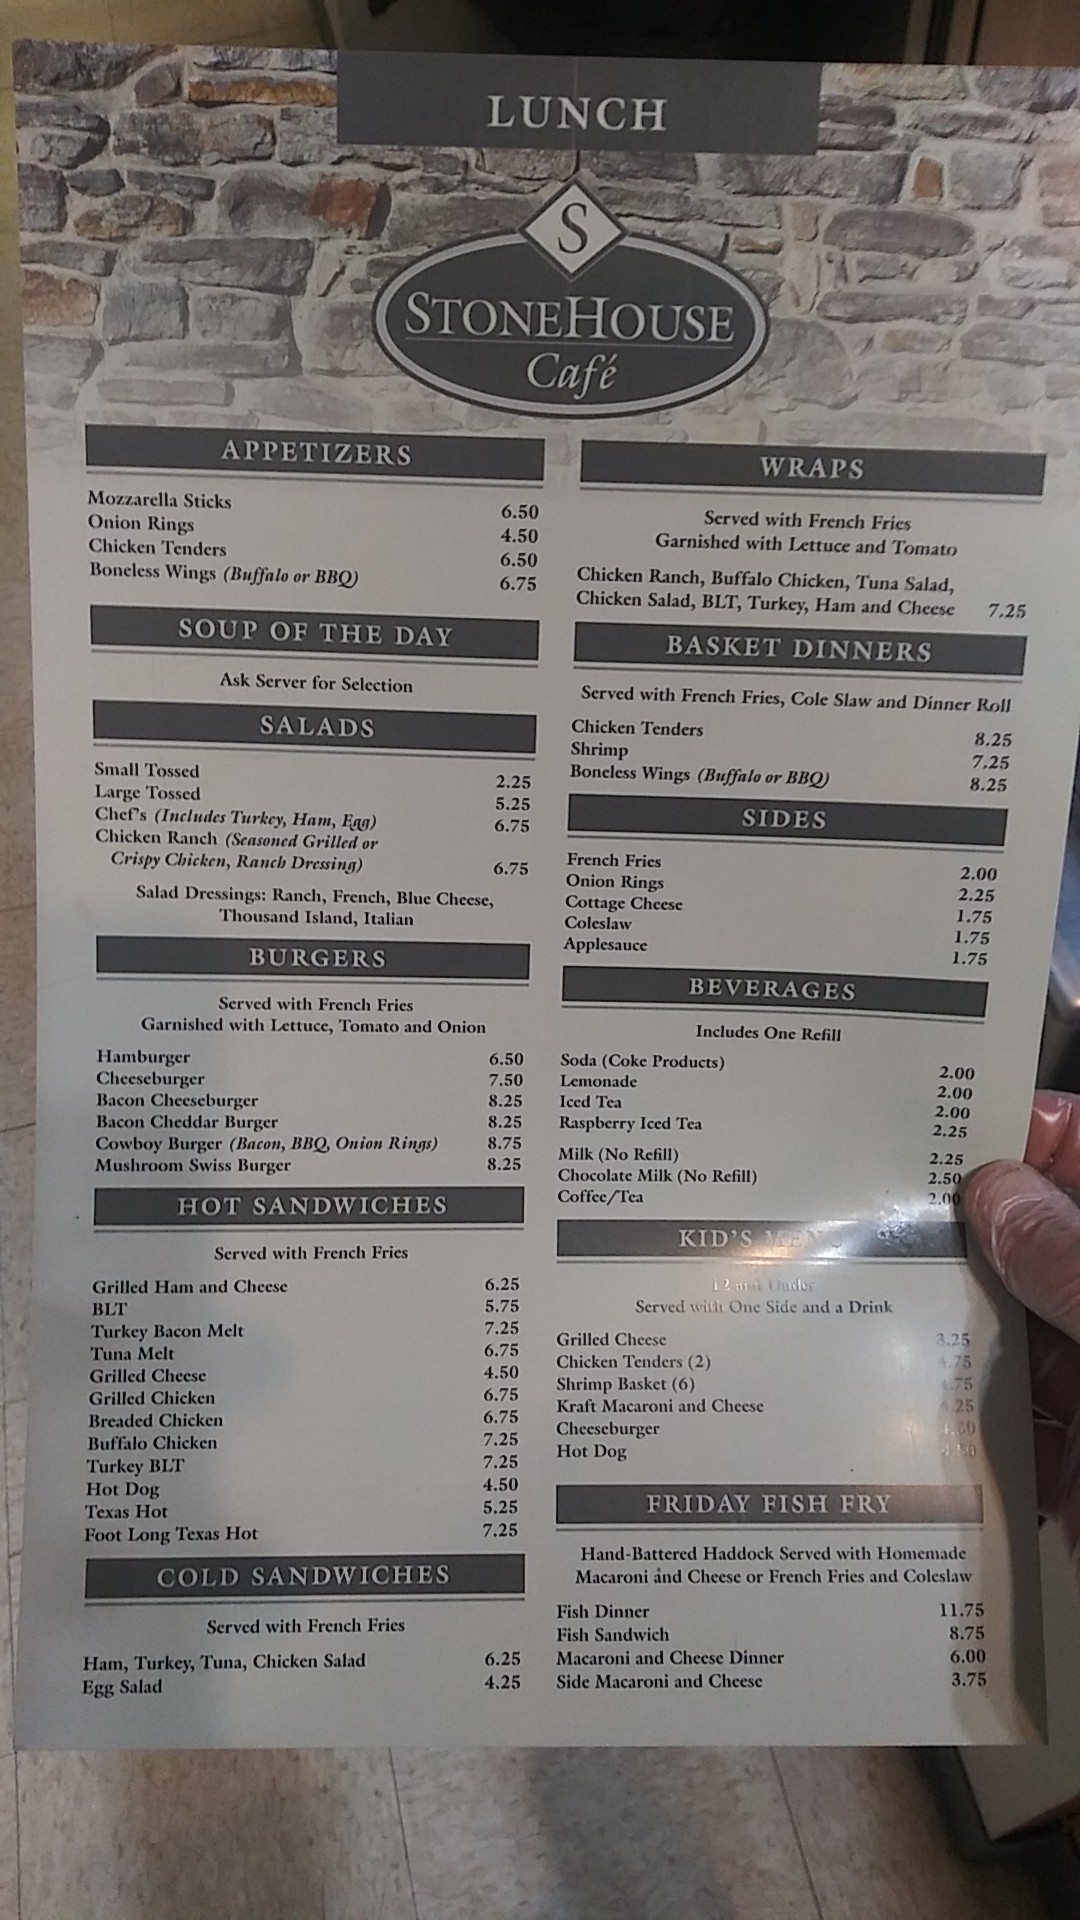 LUNCH
S
STONEHOUSE
Café
APPETIZERS
Mozzarella Sticks 6.50
Onion Rings 4.50
Chicken Tenders 6.50
Boneless Wings (Buffalo or BBQ) 6.75
SOUP OF THE DAY
Ask Server for Selection
SALADS
Small Tossed 2.25
Large Tossed 5.25
Chef's (Includes Turkey, Ham, Egg) 6.75
Chicken Ranch (Seasoned Grilled or
Crispy Chicken, Ranch Dressing) 6.75
Salad Dressings: Ranch, French, Blue Cheese,
Thousand Island, Italian
BURGERS
Served with French Fries
Garnished with Lettuce, Tomato and Onion
Hamburger 6.50
Cheeseburger 7.50
Bacon Cheeseburger 8.25
Bacon Cheddar Burger 8.25
Cowboy Burger (Bacon, BBQ, Onion Rings) 8.75
Mushroom Swiss Burger 8.25
HOT SANDWICHES
Served with French Fries
Grilled Ham and Cheese 6.25
BLT 5.75
Turkey Bacon Melt 7.25
Tuna Melt 6.75
Grilled Cheese 4.50
Grilled Chicken 6.75
Breaded Chicken 6.75
Buffalo Chicken 7.25
Turkey BLT 7.25
Hot Dog 4.50
Texas Hot 5.25
Foot Long Texas Hot 7.25
COLD SANDWICHES
Served with French Fries
Ham, Turkey, Tuna, Chicken Salad 6.25
Egg Salad 4.25
WRAPS
Served with French Fries
Garnished with Lettuce and Tomato
Chicken Ranch, Buffalo Chicken, Tuna Salad,
Chicken Salad, BLT, Turkey, Ham and Cheese 7.25
BASKET DINNERS
Served with French Fries, Cole Slaw and Dinner Roll
Chicken Tenders 8.25
Shrimp 7.25
Boneless Wings (Buffalo or BBQ) 8.25
SIDES
French Fries 2.00
Onion Rings 2.25
Cottage Cheese 1.75
Coleslaw 1.75
Applesauce 1.75
BEVERAGES
Includes One Refill
Soda (Coke Products) 2.00
Lemonade 2.00
Iced Tea 2.00
Raspberry Iced Tea 2.25
Milk (No Refill) 2.25
Chocolate Milk (No Refill) 2.50
Coffee/Tea 2.00
KID'S MENU
12 and Under
Served with One Side and a Drink
Grilled Cheese 3.25
Chicken Tenders (2)
Shrimp Basket (6)
Kraft Macaroni and Cheese
Cheeseburger
Hot Dog
FRIDAY FISH FRY
Hand-Battered Haddock Served with Homemade
Macaroni and Cheese or French Fries and Coleslaw
Fish Dinner 11.75
Fish Sandwich 8.75
Macaroni and Cheese Dinner 6.00
Side Macaroni and Cheese 3.75